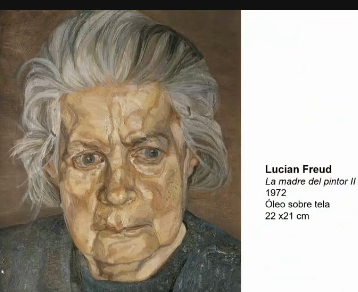 Lucian Freud
La madre del pintor II
1972
Óleo sobre tela
22 x21 cm